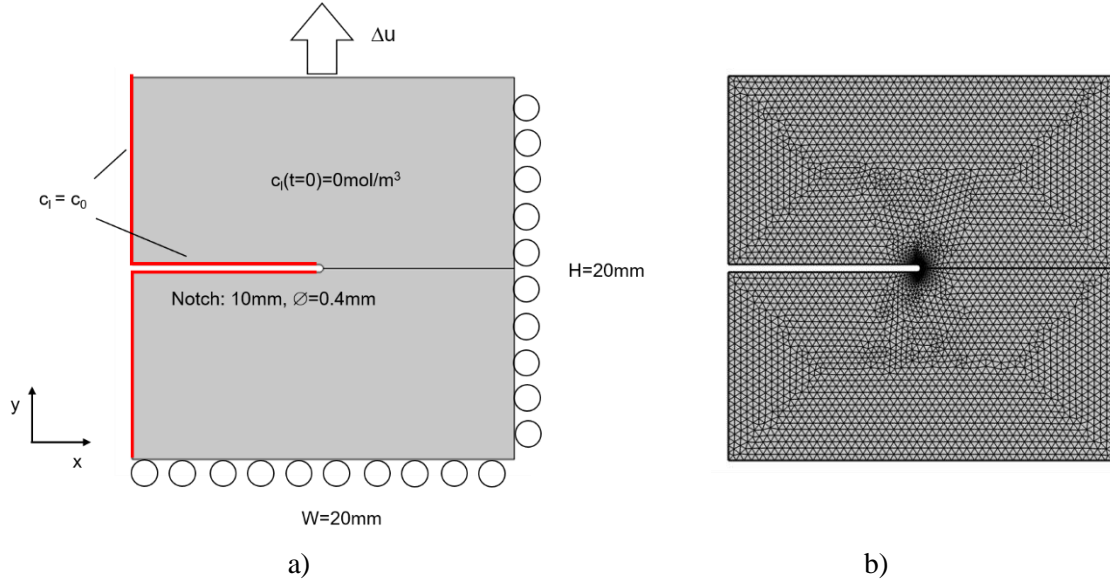 Δu
c_l(t=0)=0mol/m³
c_l = c_0
H=20mm
Notch: 10mm, ∅=0.4mm
y
x
W=20mm
a)
b)